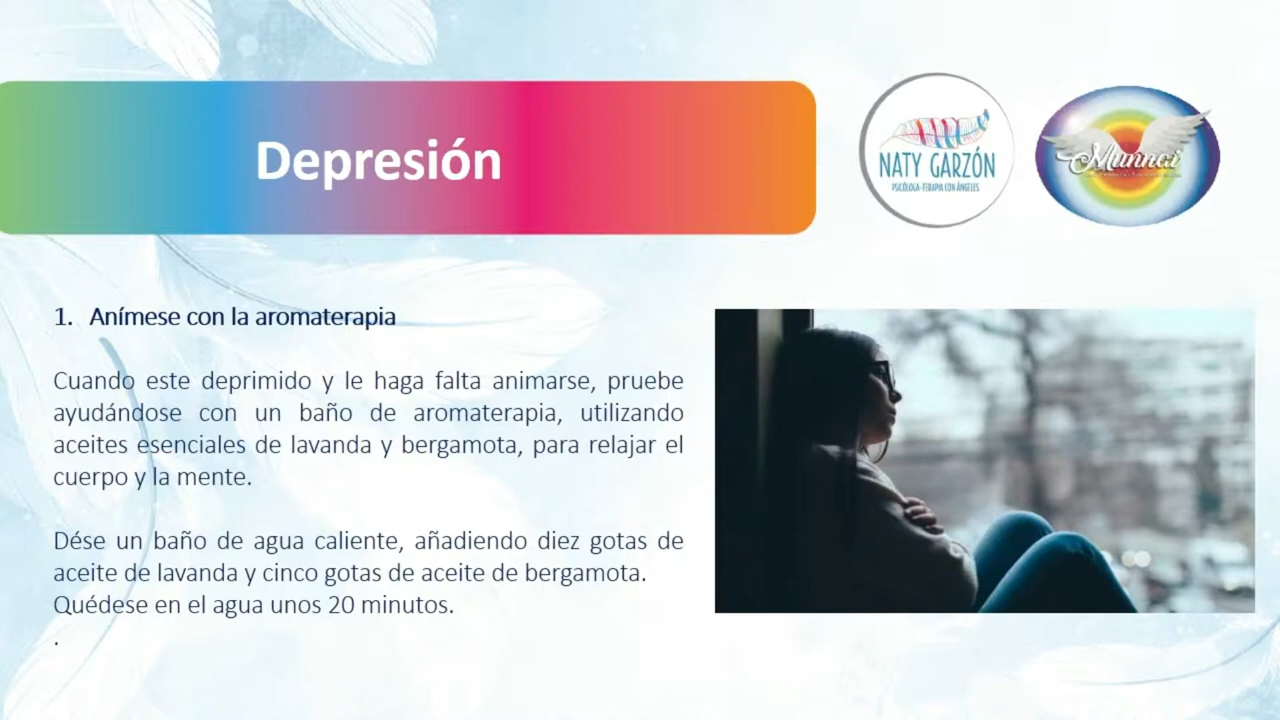 Depresión
NATY GARZÓN
PSICÓLOGA-TERAPIA CON ÁNGELES
Munnai
1. Anímese con la aromaterapia
Cuando este deprimido y le haga falta animarse, pruebe
ayudándose con un baño de aromaterapia, utilizando
aceites esenciales de lavanda y bergamota, para relajar el
cuerpo y la mente.
Dése un baño de agua caliente, añadiendo diez gotas de
aceite de lavanda y cinco gotas de aceite de bergamota.
Quédese en el agua unos 20 minutos.
.